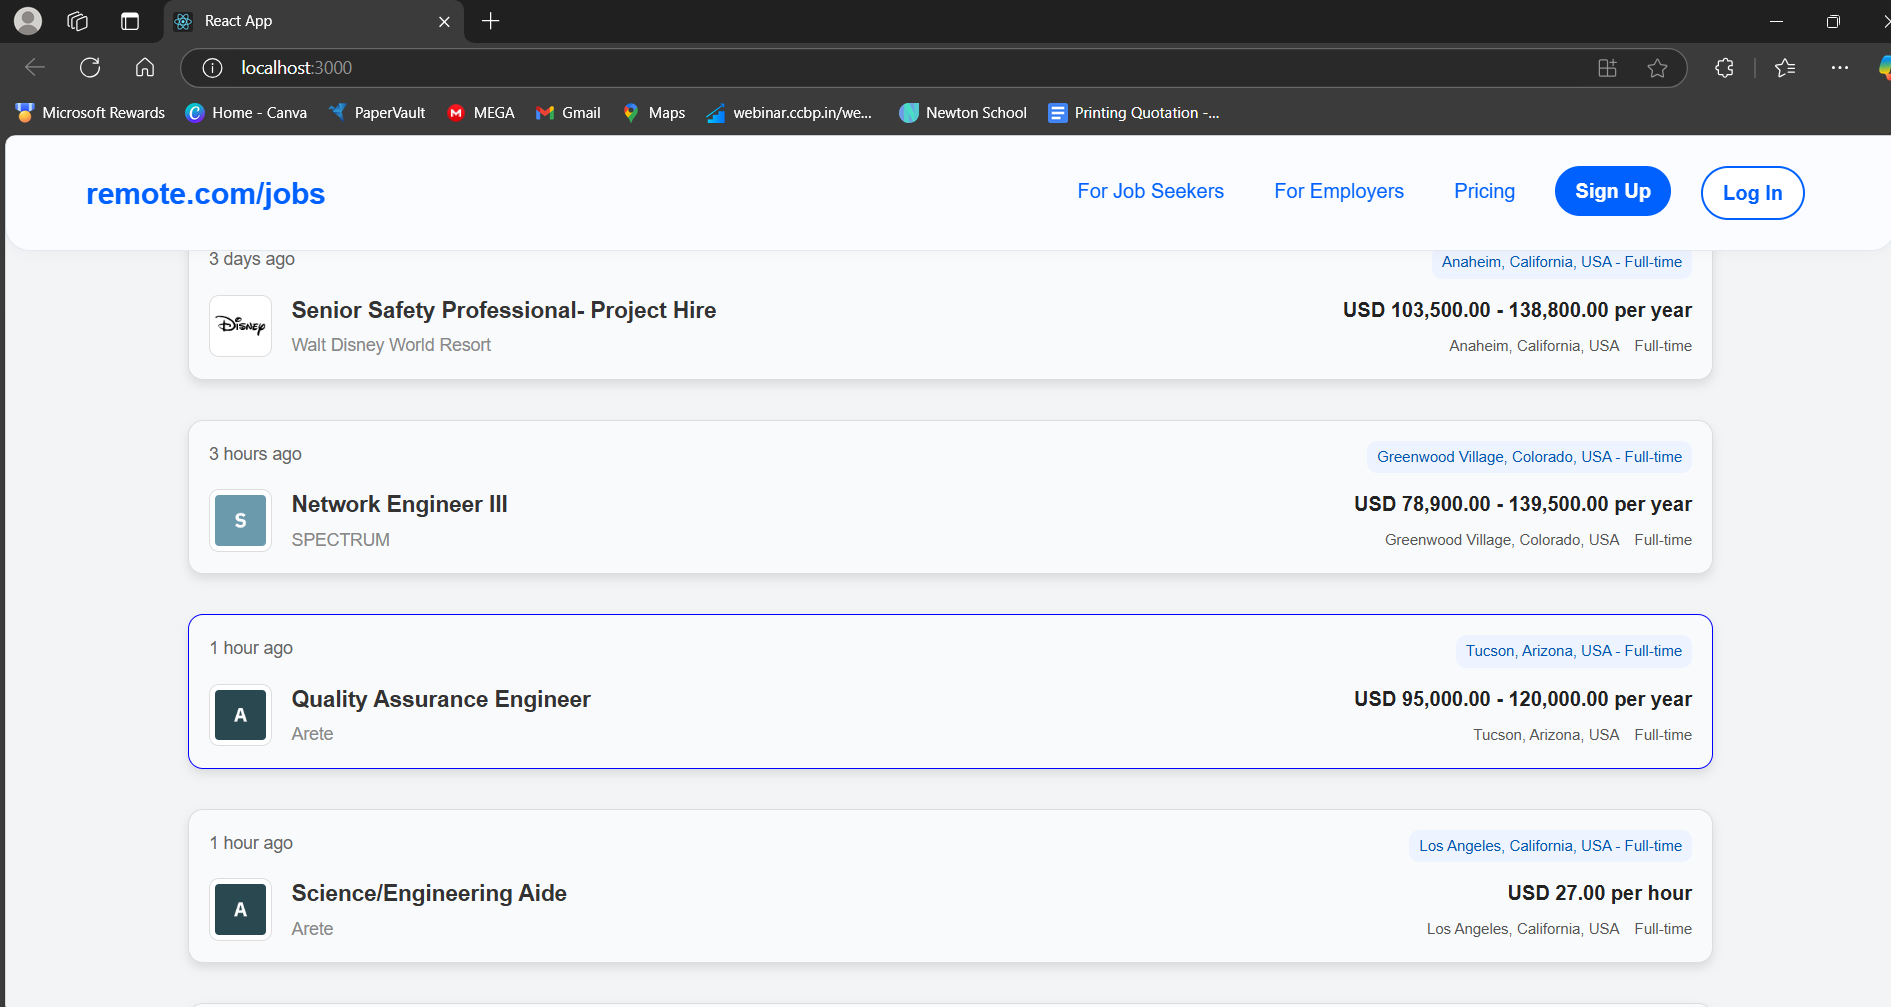 React App
localhost:3000
Microsoft Rewards
Home - Canva
PaperVault
MEGA
Gmail
Maps
webinar.ccbp.in/we...
Newton School
Printing Quotation -...
remote.com/jobs
For Job Seekers
For Employers
Pricing
Sign Up
Log In
3 days ago
Anaheim, California, USA - Full-time
Disney
Senior Safety Professional- Project Hire
USD 103,500.00 - 138,800.00 per year
Walt Disney World Resort
Anaheim, California, USA Full-time
3 hours ago
Greenwood Village, Colorado, USA - Full-time
S
Network Engineer III
USD 78,900.00 - 139,500.00 per year
SPECTRUM
Greenwood Village, Colorado, USA Full-time
1 hour ago
Tucson, Arizona, USA - Full-time
A
Quality Assurance Engineer
USD 95,000.00 - 120,000.00 per year
Arete
Tucson, Arizona, USA Full-time
1 hour ago
Los Angeles, California, USA - Full-time
A
Science/Engineering Aide
USD 27.00 per hour
Arete
Los Angeles, California, USA Full-time